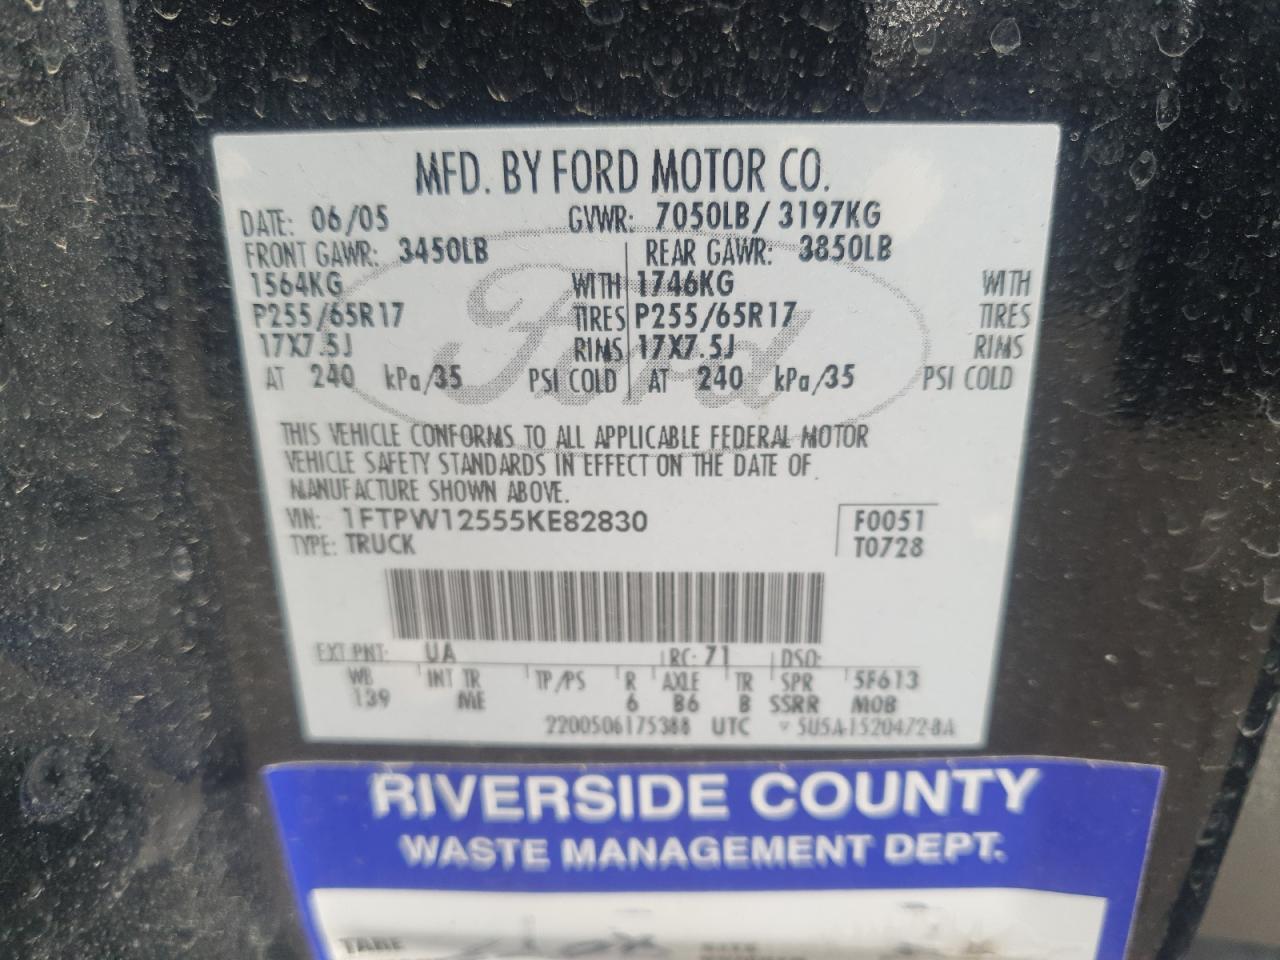 MFD. BY FORD MOTOR CO.
DATE: 06/05 GVWR: 7050LB/ 3197KG
FRONT GAWR: 3450LB REAR GAWR: 3850LB
1564KG WITH 1746KG WITH
P255/65R17 TIRES P255/65R17 TIRES
17X7.5J RIMS 17X7.5J RIMS
AT 240 kPa/35 PSI COLD AT 240 kPa/35 PSI COLD
Ford
THIS VEHICLE CONFORMS TO ALL APPLICABLE FEDERAL MOTOR
VEHICLE SAFETY STANDARDS IN EFFECT ON THE DATE OF
MANUFACTURE SHOWN ABOVE.
VIN: 1FTPW12555KE82830 F0051
TYPE: TRUCK T0728
EXT PNT: UA RC: 71 DSO:
WB INT TR TP/PS R AXLE TR SPR 5F613
139 ME 6 B6 B SSRR MOB
2200506175388 UTC 5U5A-1520472-BA
RIVERSIDE COUNTY
WASTE MANAGEMENT DEPT.
TARE